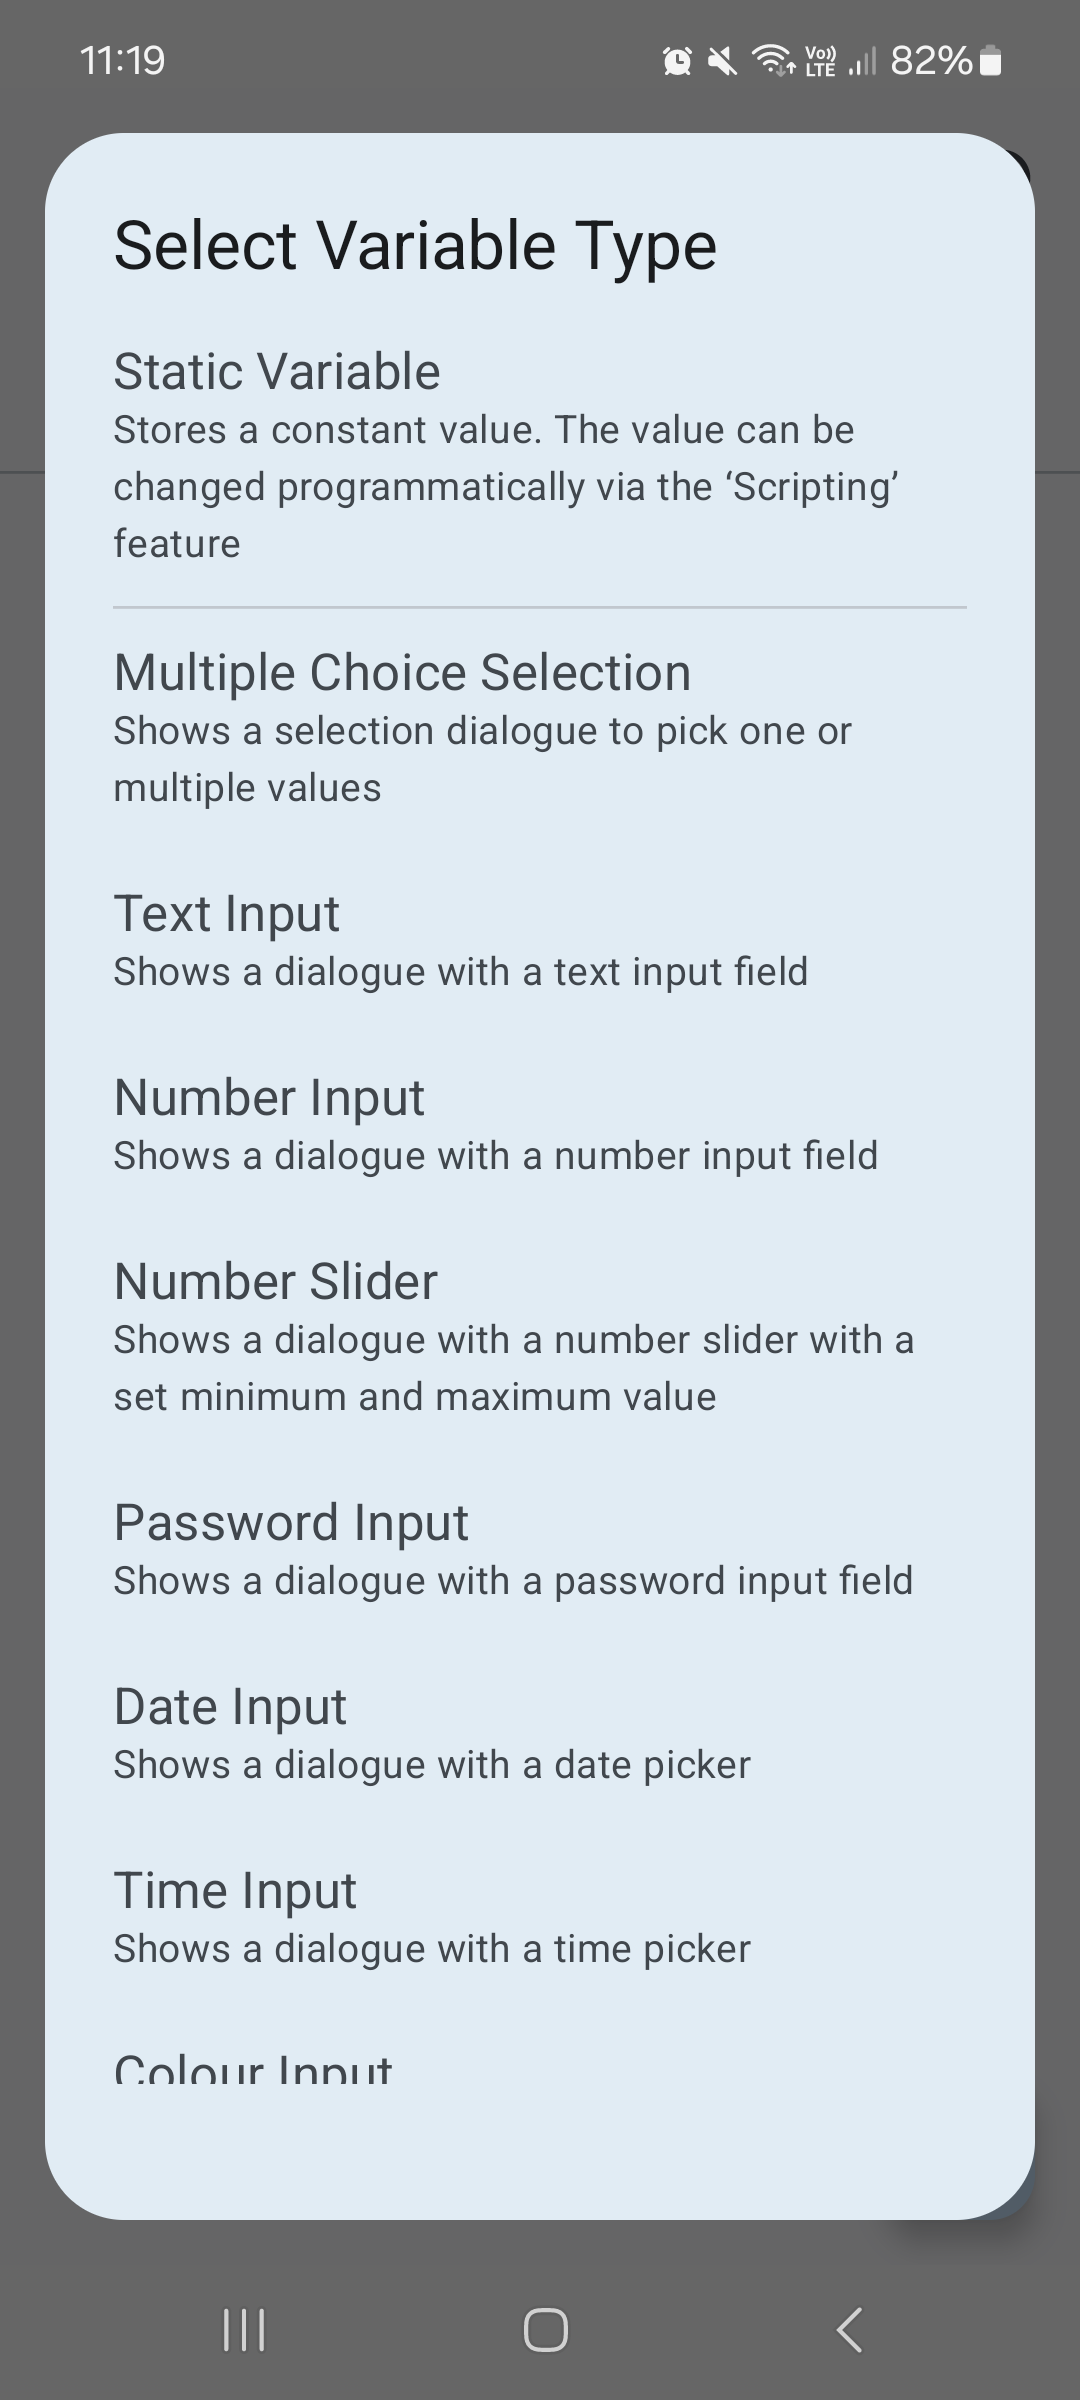 11:19
Vo)) LTE 82%
Select Variable Type
Static Variable
Stores a constant value. The value can be
changed programmatically via the ‘Scripting’
feature
Multiple Choice Selection
Shows a selection dialogue to pick one or
multiple values
Text Input
Shows a dialogue with a text input field
Number Input
Shows a dialogue with a number input field
Number Slider
Shows a dialogue with a number slider with a
set minimum and maximum value
Password Input
Shows a dialogue with a password input field
Date Input
Shows a dialogue with a date picker
Time Input
Shows a dialogue with a time picker
Colour Input